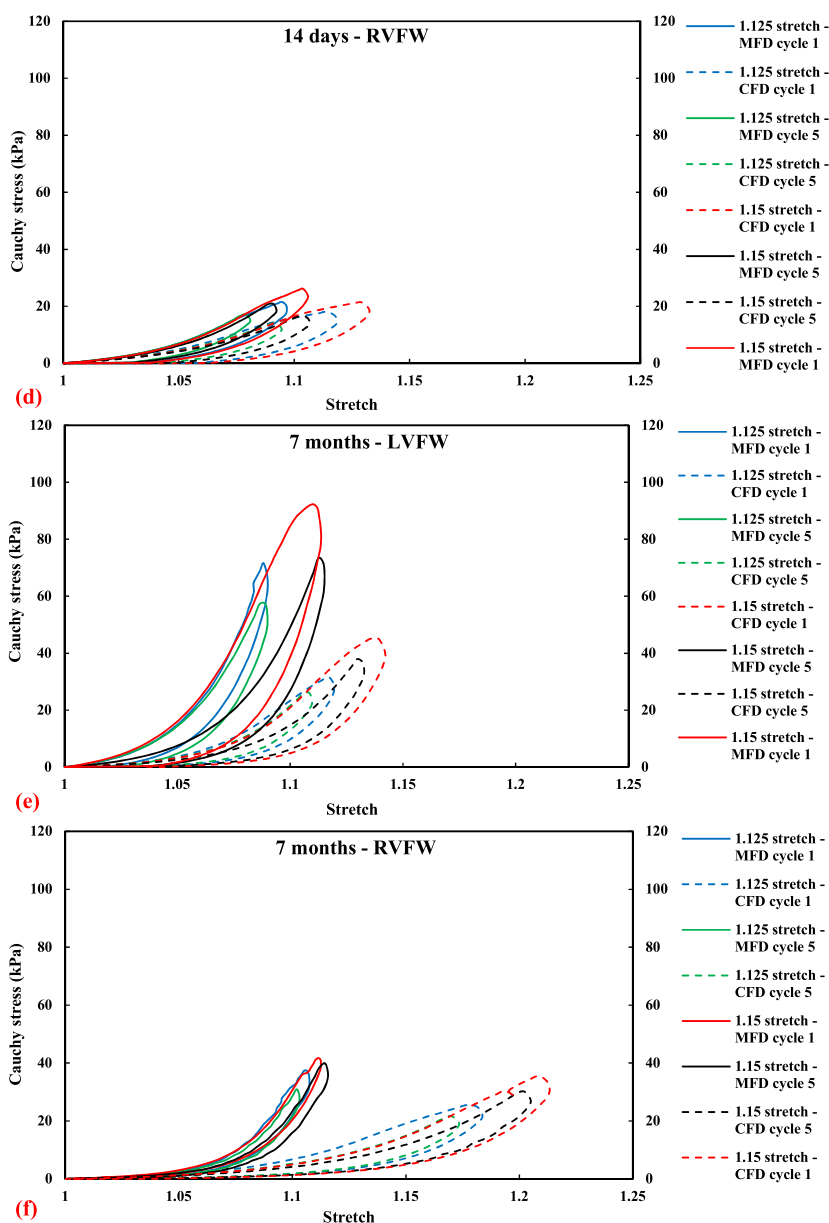 14 days - RVFW
120
100
80
60
40
20
0
Cauchy stress (kPa)
120
100
80
60
40
20
0
1
1.05
1.1
1.15
1.2
1.25
Stretch
(d)
1.125 stretch -
MFD cycle 1
1.125 stretch -
CFD cycle 1
1.125 stretch -
MFD cycle 5
1.125 stretch -
CFD cycle 5
1.15 stretch -
CFD cycle 1
1.15 stretch -
MFD cycle 5
1.15 stretch -
CFD cycle 5
1.15 stretch -
MFD cycle 1
7 months - LVFW
120
100
80
60
40
20
0
Cauchy stress (kPa)
120
100
80
60
40
20
0
1
1.05
1.1
1.15
1.2
1.25
Stretch
(e)
1.125 stretch -
MFD cycle 1
1.125 stretch -
CFD cycle 1
1.125 stretch -
MFD cycle 5
1.125 stretch -
CFD cycle 5
1.15 stretch -
CFD cycle 1
1.15 stretch -
MFD cycle 5
1.15 stretch -
CFD cycle 5
1.15 stretch -
MFD cycle 1
7 months - RVFW
120
100
80
60
40
20
0
Cauchy stress (kPa)
120
100
80
60
40
20
0
1
1.05
1.1
1.15
1.2
1.25
Stretch
(f)
1.125 stretch -
MFD cycle 1
1.125 stretch -
CFD cycle 1
1.125 stretch -
MFD cycle 5
1.125 stretch -
CFD cycle 5
1.15 stretch -
MFD cycle 1
1.15 stretch -
MFD cycle 5
1.15 stretch -
CFD cycle 5
1.15 stretch -
CFD cycle 1